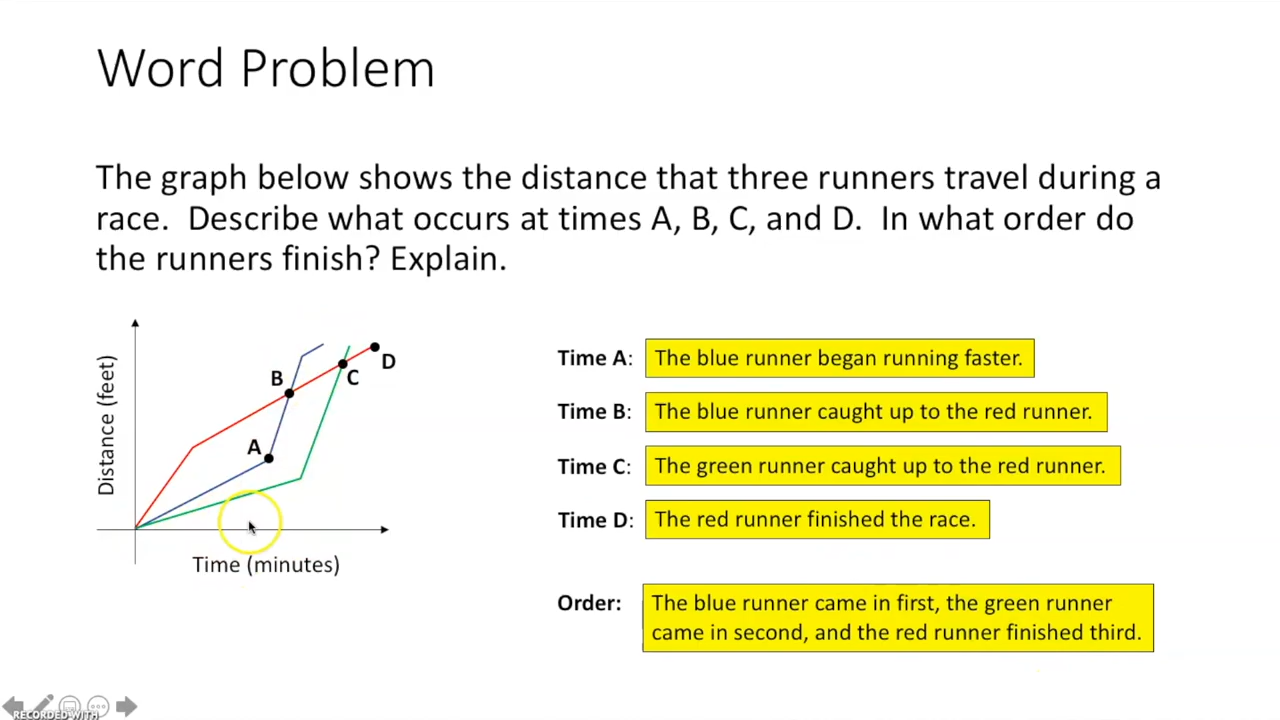 Word Problem
The graph below shows the distance that three runners travel during a
race. Describe what occurs at times A, B, C, and D. In what order do
the runners finish? Explain.
Distance (feet)
A
B
C
D
Time (minutes)
Time A: The blue runner began running faster.
Time B: The blue runner caught up to the red runner.
Time C: The green runner caught up to the red runner.
Time D: The red runner finished the race.
Order: The blue runner came in first, the green runner
came in second, and the red runner finished third.
RECORDED WITH